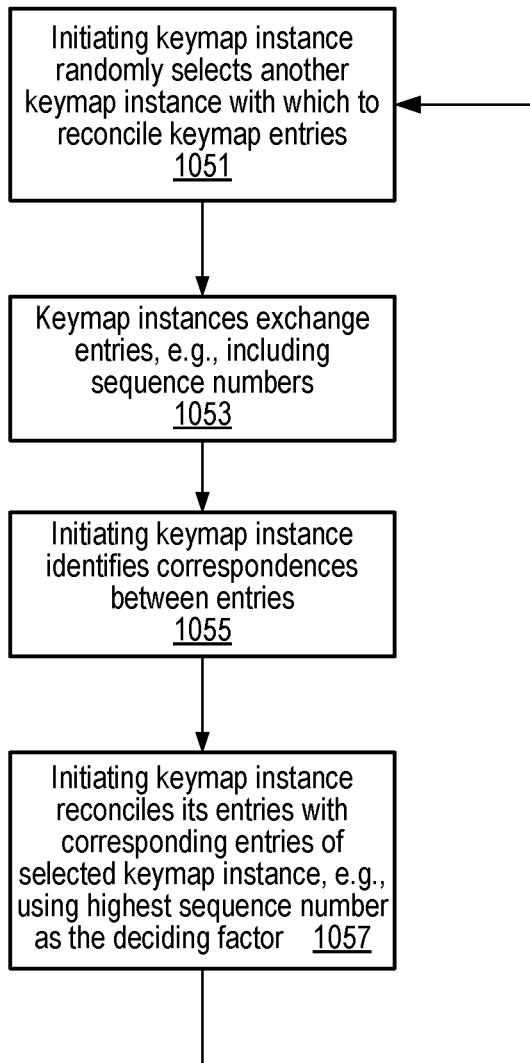 Initiating keymap instance
randomly selects another
keymap instance with which to
reconcile keymap entries
1051
Keymap instances exchange
entries, e.g., including
sequence numbers
1053
Initiating keymap instance
identifies correspondences
between entries
1055
Initiating keymap instance
reconciles its entries with
corresponding entries of
selected keymap instance, e.g.,
using highest sequence number
as the deciding factor 1057